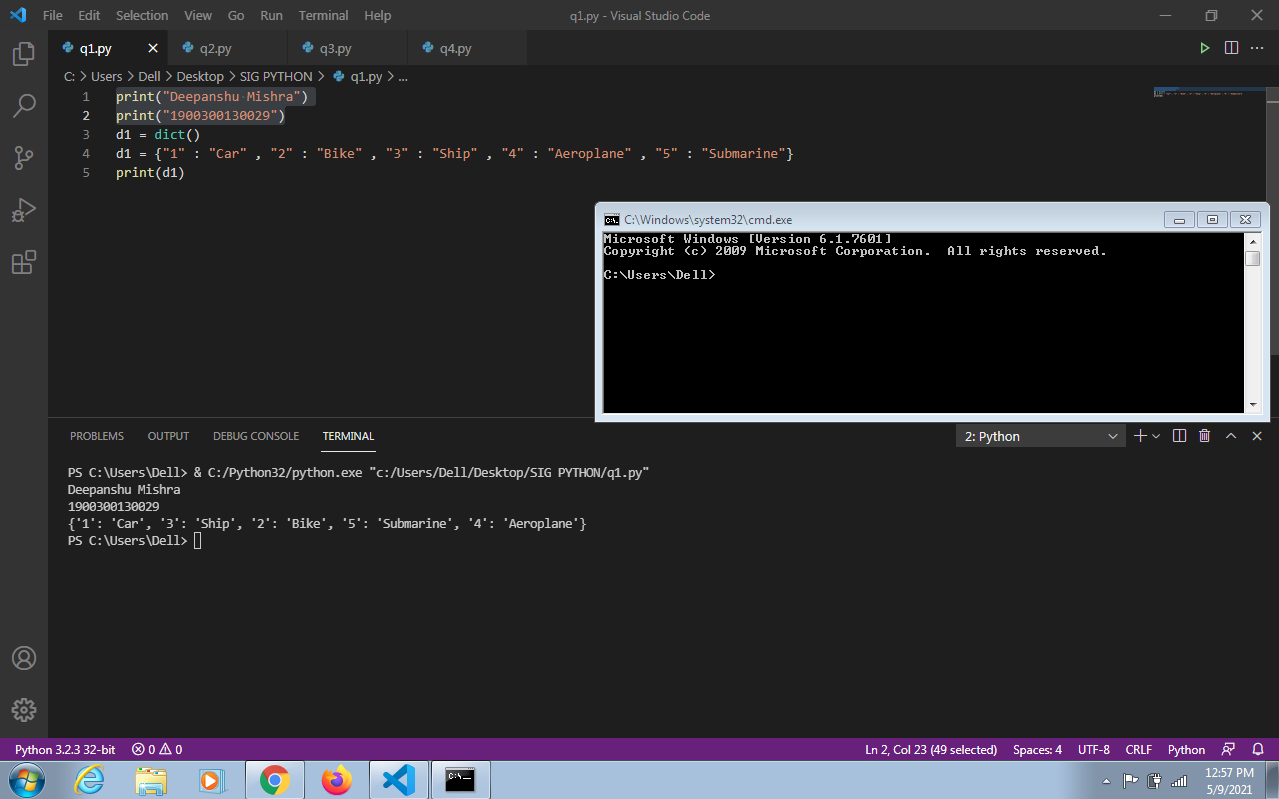 File Edit Selection View Go Run Terminal Help q1.py - Visual Studio Code
q1.py q2.py q3.py q4.py
C: > Users > Dell > Desktop > SIG PYTHON > q1.py > ...
1 print("Deepanshu Mishra")
2 print("1900300130029")
3 d1 = dict()
4 d1 = {"1" : "Car" , "2" : "Bike" , "3" : "Ship" , "4" : "Aeroplane" , "5" : "Submarine"}
5 print(d1)
C:\Windows\system32\cmd.exe
Microsoft Windows [Version 6.1.7601]
Copyright (c) 2009 Microsoft Corporation.  All rights reserved.
C:\Users\Dell>
PROBLEMS OUTPUT DEBUG CONSOLE TERMINAL 2: Python
PS C:\Users\Dell> & C:/Python32/python.exe "c:/Users/Dell/Desktop/SIG PYTHON/q1.py"
Deepanshu Mishra
1900300130029
{'1': 'Car', '3': 'Ship', '2': 'Bike', '5': 'Submarine', '4': 'Aeroplane'}
PS C:\Users\Dell>
Python 3.2.3 32-bit 0 0 Ln 2, Col 23 (49 selected) Spaces: 4 UTF-8 CRLF Python
12:57 PM
5/9/2021